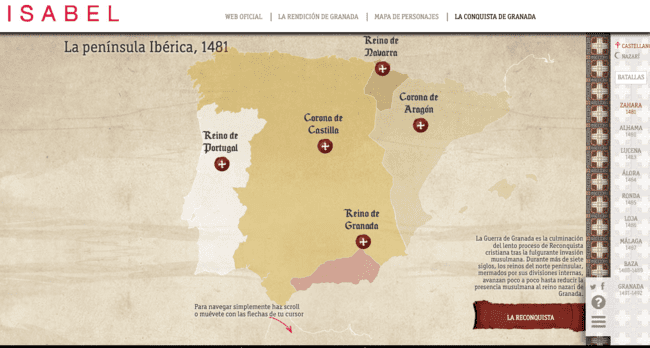 ISABEL
WEB OFICIAL | LA RENDICIÓN DE GRANADA | MAPA DE PERSONAJES | LA CONQUISTA DE GRANADA
La península Ibérica, 1481
Reino de
Navarra
Corona de
Aragón
Corona de
Castilla
Reino de
Portugal
Reino de
Granada
La Guerra de Granada es la culminación
del lento proceso de Reconquista
cristiana tras la fulgurante invasión
musulmana. Durante más de siete
siglos, los reinos del norte peninsular,
mermados por sus divisiones internas,
avanzan poco a poco hasta reducir la
presencia musulmana al reino nazarí de
Granada.
Para navegar simplemente haz scroll
o muévete con las flechas de tu cursor
LA RECONQUISTA
CASTELLANO
NAZARÍ
BATALLAS
ZAHARA
1481
ALHAMA
1482
LUCENA
1483
ÁLORA
1484
RONDA
1485
LOJA
1486
MÁLAGA
1487
BAZA
1488-1489
GRANADA
1491-1492